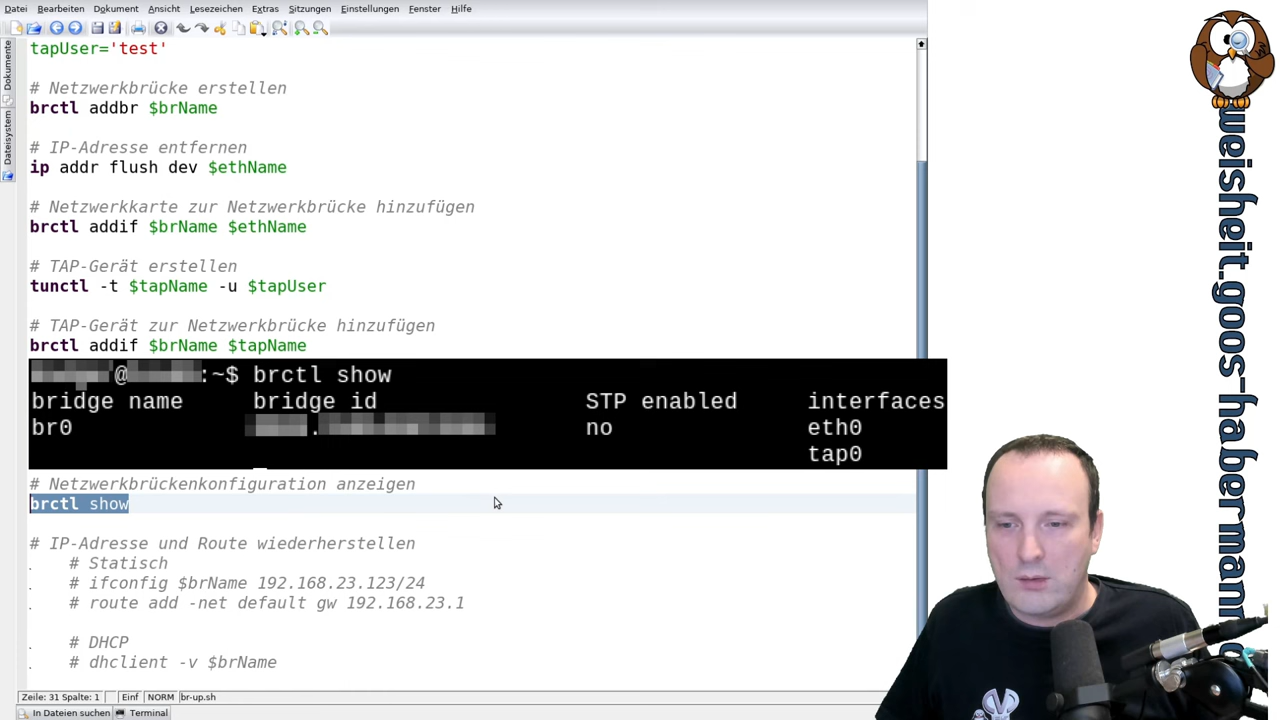 Datei Bearbeiten Dokument Ansicht Lesezeichen Extras Sitzungen Einstellungen Fenster Hilfe
Dokumente
Dateisystem
tapUser='test'
# Netzwerkbrücke erstellen
brctl addbr $brName
# IP-Adresse entfernen
ip addr flush dev $ethName
# Netzwerkkarte zur Netzwerkbrücke hinzufügen
brctl addif $brName $ethName
# TAP-Gerät erstellen
tunctl -t $tapName -u $tapUser
# TAP-Gerät zur Netzwerkbrücke hinzufügen
brctl addif $brName $tapName
@ :~$ brctl show
bridge name bridge id STP enabled interfaces
br0 . no eth0
tap0
# Netzwerkbrückenkonfiguration anzeigen
brctl show
# IP-Adresse und Route wiederherstellen
# Statisch
# ifconfig $brName 192.168.23.123/24
# route add -net default gw 192.168.23.1
# DHCP
# dhclient -v $brName
Zeile: 31 Spalte: 1 Einf NORM br-up.sh
In Dateien suchen Terminal
weisheit.goos-habermann.d